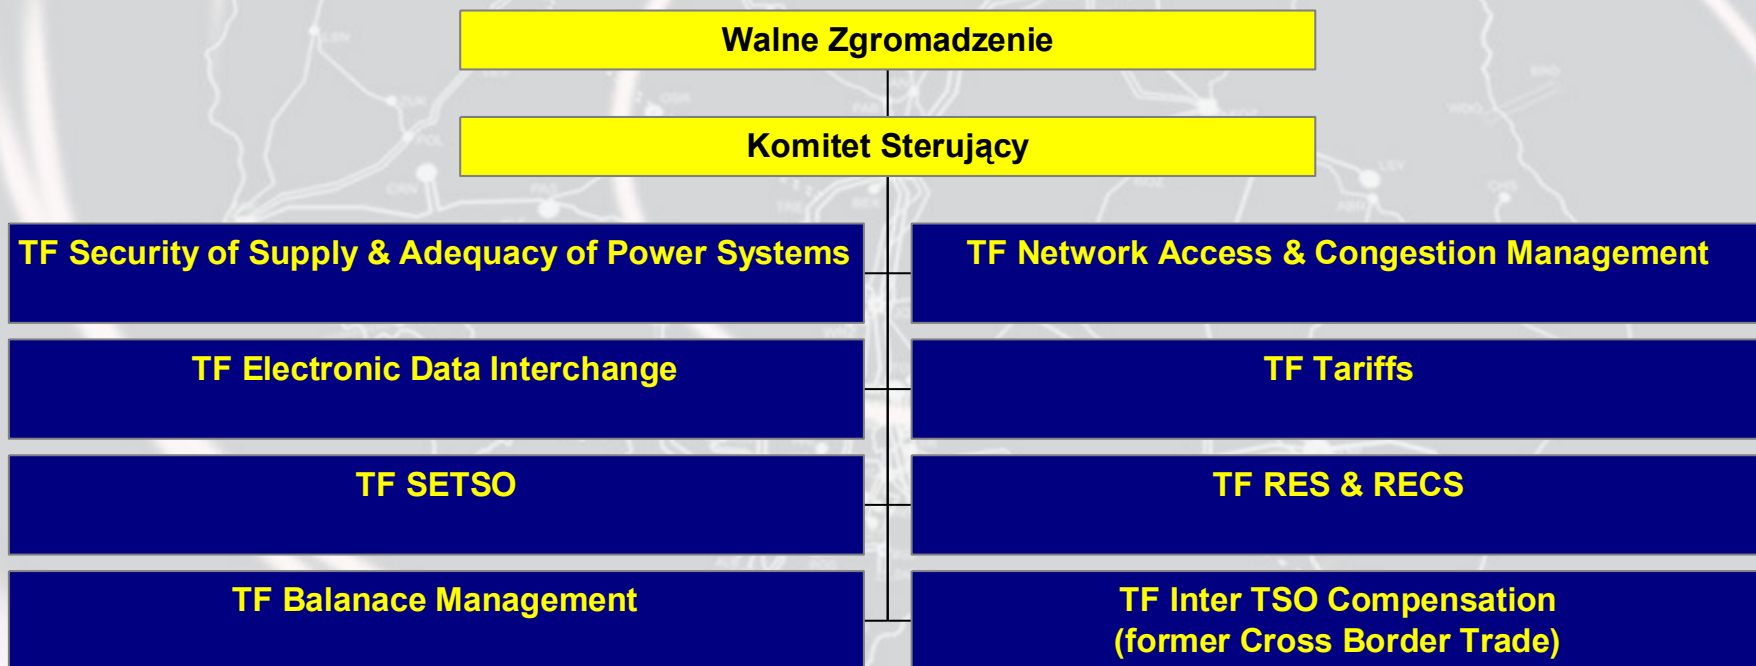 Walne Zgromadzenie
Komitet Sterujący
TF Security of Supply & Adequacy of Power Systems
TF Network Access & Congestion Management
TF Electronic Data Interchange
TF Tariffs
TF SETSO
TF RES & RECS
TF Balanace Management
TF Inter TSO Compensation
(former Cross Border Trade)